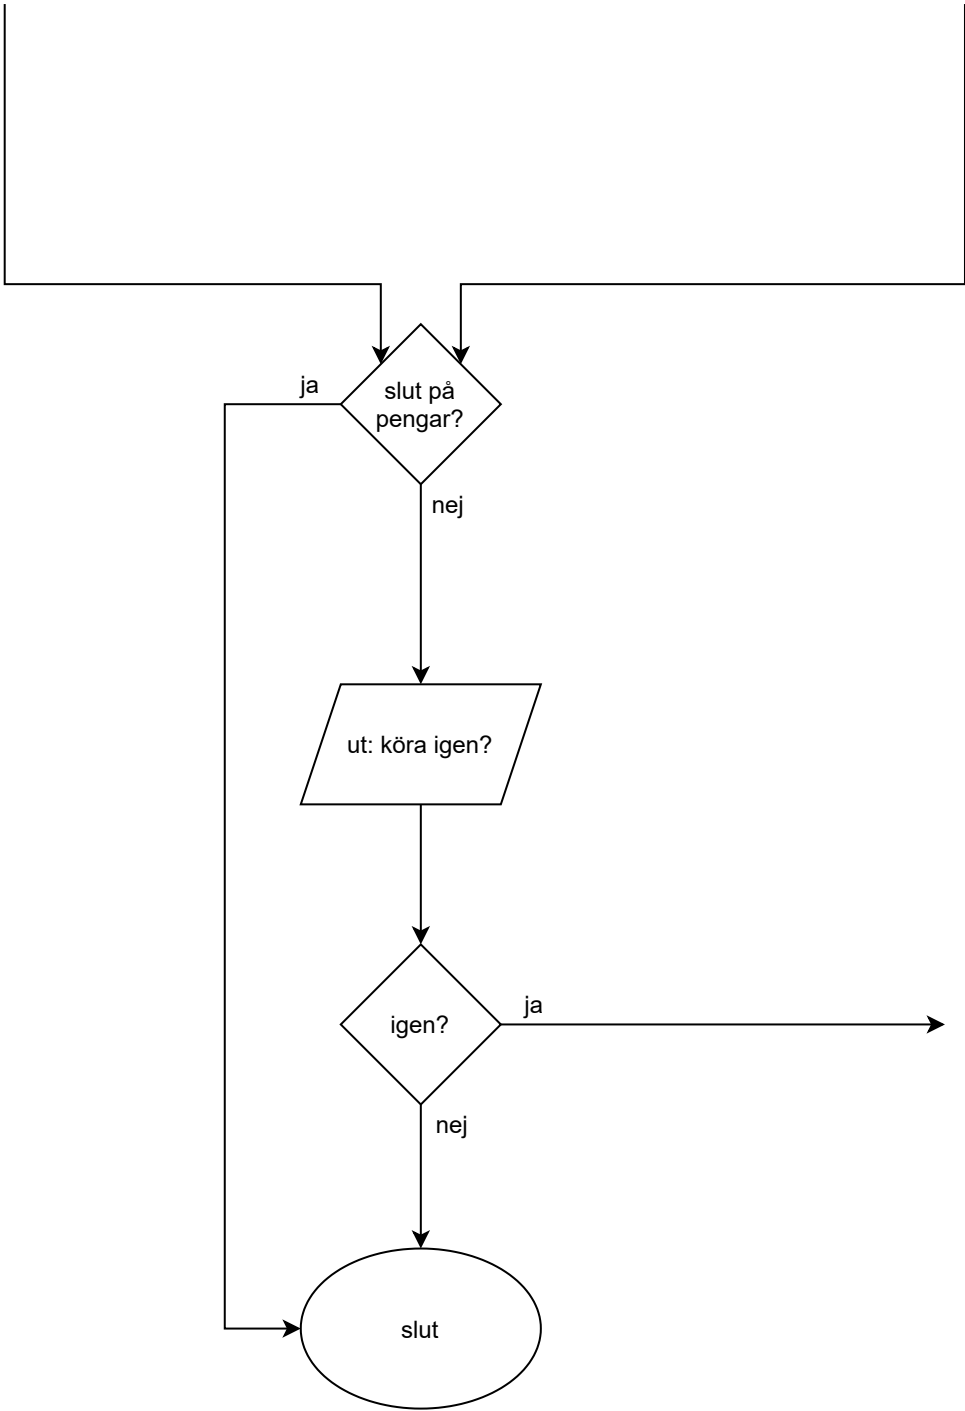 ja
slut på
pengar?
nej
ut: köra igen?
ja
igen?
nej
slut